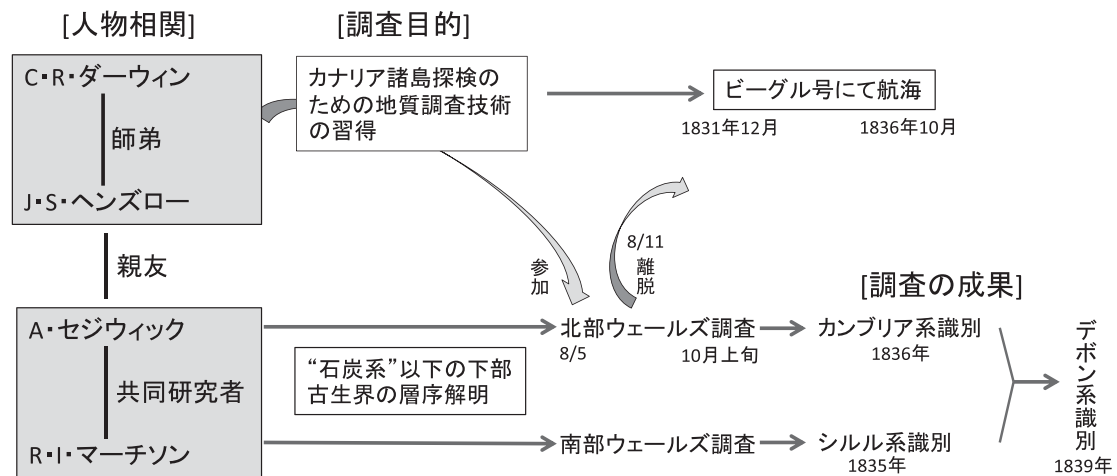 [人物相関]
[調査目的]
C・R・ダーウィン
師弟
J・S・ヘンズロー
カナリア諸島探検の
ための地質調査技術
の習得
ビーグル号にて航海
1831年12月
1836年10月
親友
参加
8/11
離脱
[調査の成果]
A・セジウィック
共同研究者
R・I・マーチソン
“石炭系”以下の下部
古生界の層序解明
北部ウェールズ調査
8/5
10月上旬
カンブリア系識別
1836年
南部ウェールズ調査
シルル系識別
1835年
デボン系識別
1839年